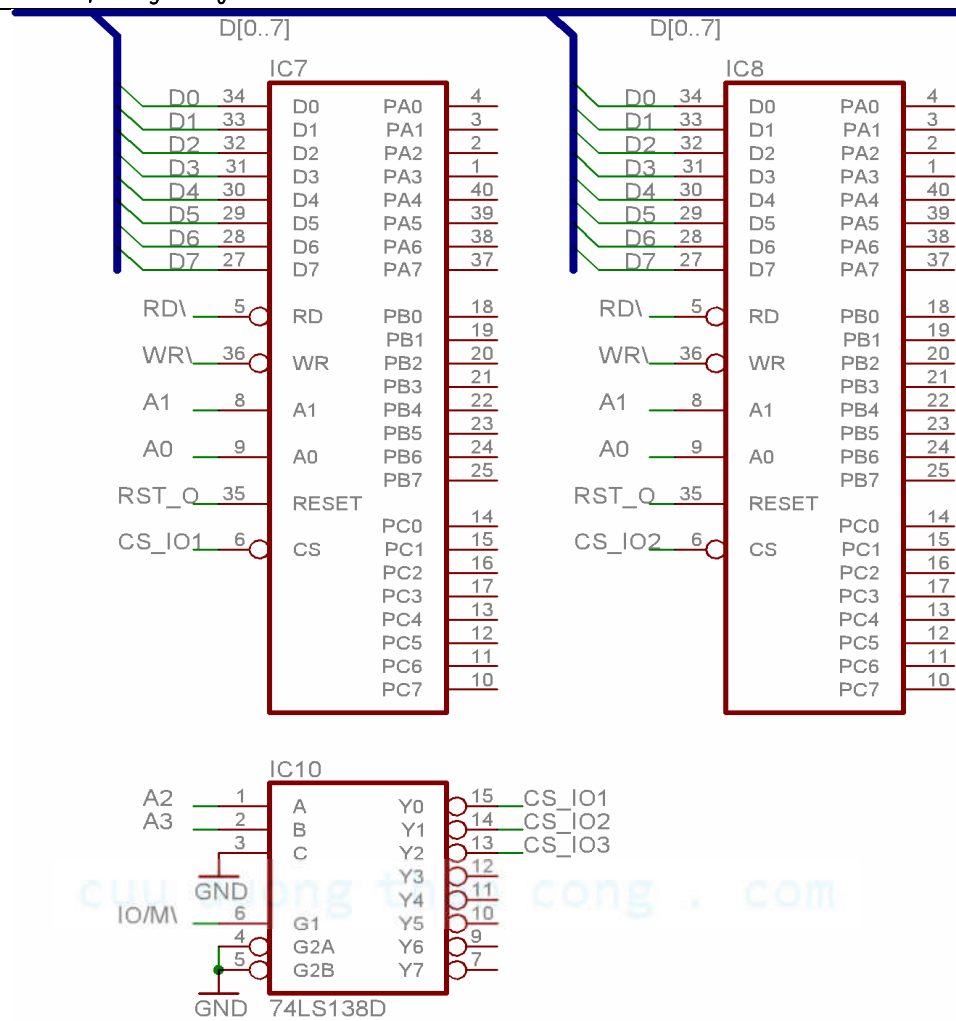 D[0..7] D[0..7]
IC7 IC8
D0 34 D0 PA0 4 D0 34 D0 PA0 4
D1 33 D1 PA1 3 D1 33 D1 PA1 3
D2 32 D2 PA2 2 D2 32 D2 PA2 2
D3 31 D3 PA3 1 D3 31 D3 PA3 1
D4 30 D4 PA4 40 D4 30 D4 PA4 40
D5 29 D5 PA5 39 D5 29 D5 PA5 39
D6 28 D6 PA6 38 D6 28 D6 PA6 38
D7 27 D7 PA7 37 D7 27 D7 PA7 37
RD\ 5 RD PB0 18 RD\ 5 RD PB0 18
PB1 19 PB1 19
WR\ 36 WR PB2 20 WR\ 36 WR PB2 20
PB3 21 PB3 21
A1 8 A1 PB4 22 A1 8 A1 PB4 22
PB5 23 PB5 23
A0 9 A0 PB6 24 A0 9 A0 PB6 24
PB7 25 PB7 25
RST_O 35 RESET RST_O 35 RESET
PC0 14 PC0 14
CS_IO1 6 CS PC1 15 CS_IO2 6 CS PC1 15
PC2 16 PC2 16
PC3 17 PC3 17
PC4 13 PC4 13
PC5 12 PC5 12
PC6 11 PC6 11
PC7 10 PC7 10
IC10
A2 1 A Y0 15 CS_IO1
A3 2 B Y1 14 CS_IO2
3 C Y2 13 CS_IO3
Y3 12
GND Y4 11
cuu duong than cong . com
IO/M\ 6 G1 Y5 10
4 G2A Y6 9
5 G2B Y7 7
GND 74LS138D